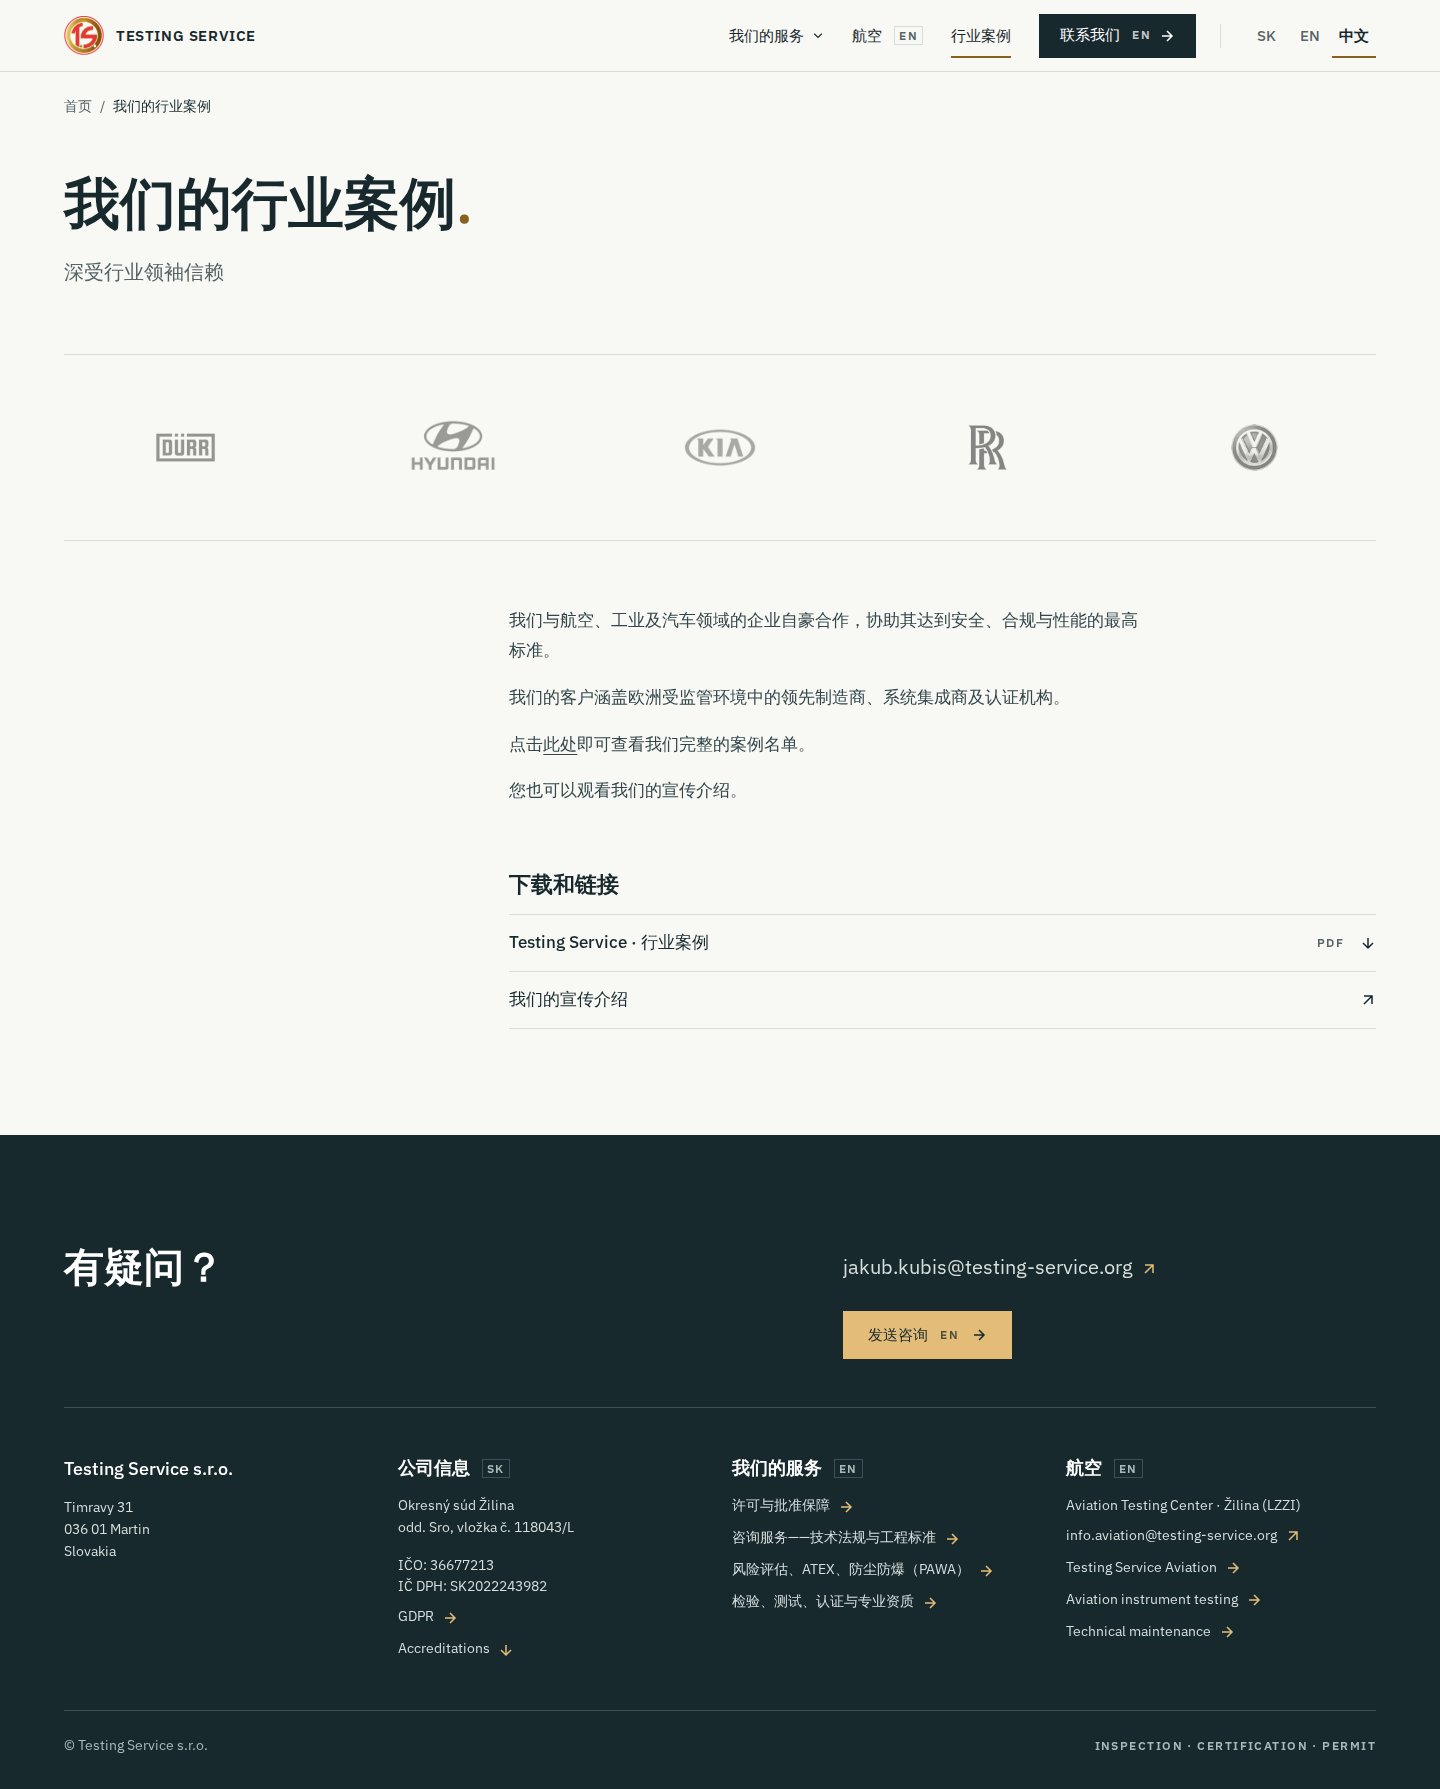 TESTING SERVICE
我们的服务 航空 EN 行业案例 联系我们 EN SK EN 中文
首页 / 我们的行业案例
我们的行业案例.
深受行业领袖信赖
DÜRR HYUNDAI KIA RR VW
我们与航空、工业及汽车领域的企业自豪合作，协助其达到安全、合规与性能的最高
标准。
我们的客户涵盖欧洲受监管环境中的领先制造商、系统集成商及认证机构。
点击此处即可查看我们完整的案例名单。
您也可以观看我们的宣传介绍。
下载和链接
Testing Service · 行业案例 PDF
我们的宣传介绍
有疑问？
jakub.kubis@testing-service.org
发送咨询 EN
Testing Service s.r.o.
Timravy 31
036 01 Martin
Slovakia
公司信息 SK
Okresný súd Žilina
odd. Sro, vložka č. 118043/L
IČO: 36677213
IČ DPH: SK2022243982
GDPR
Accreditations
我们的服务 EN
许可与批准保障
咨询服务——技术法规与工程标准
风险评估、ATEX、防尘防爆（PAWA）
检验、测试、认证与专业资质
航空 EN
Aviation Testing Center · Žilina (LZZI)
info.aviation@testing-service.org
Testing Service Aviation
Aviation instrument testing
Technical maintenance
© Testing Service s.r.o.
INSPECTION · CERTIFICATION · PERMIT